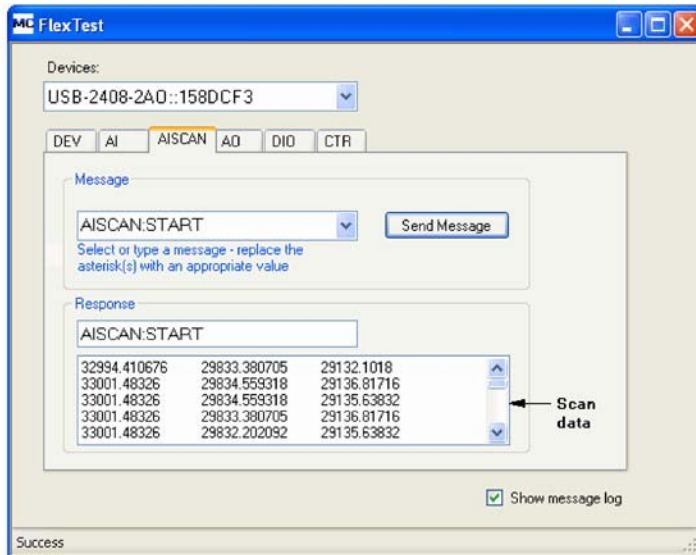 MC FlexTest
Devices:
USB-2408-2AO::158DCF3
DEV AI AISCAN AO DIO CTR
Message
AISCAN:START
Send Message
Select or type a message - replace the
asterisk(s) with an appropriate value
Response
AISCAN:START
32994.410676 29833.380705 29132.1018
33001.48326 29834.559318 29136.81716
33001.48326 29834.559318 29135.63832
33001.48326 29833.380705 29136.81716
33001.48326 29832.202092 29135.63832
Scan
data
Show message log
Success